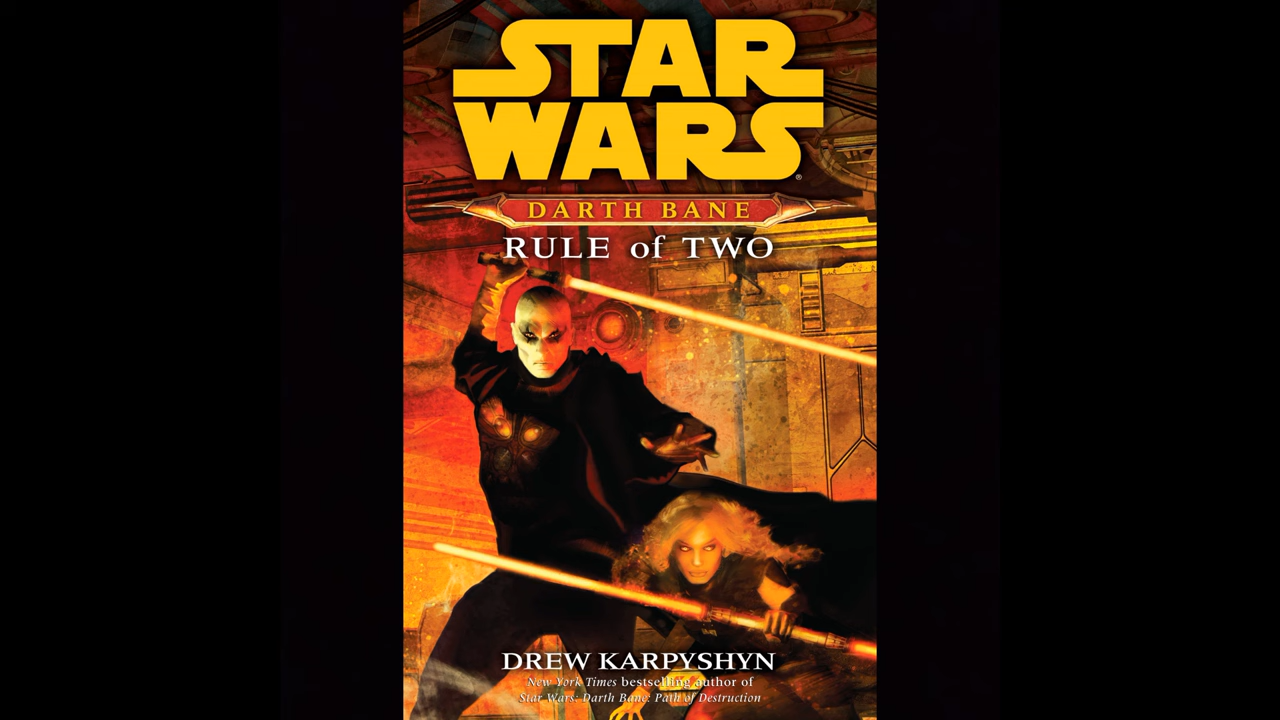 STAR
WARS®
DARTH BANE
RULE of TWO
DREW KARPYSHYN
New York Times bestselling author of
Star Wars: Darth Bane: Path of Destruction